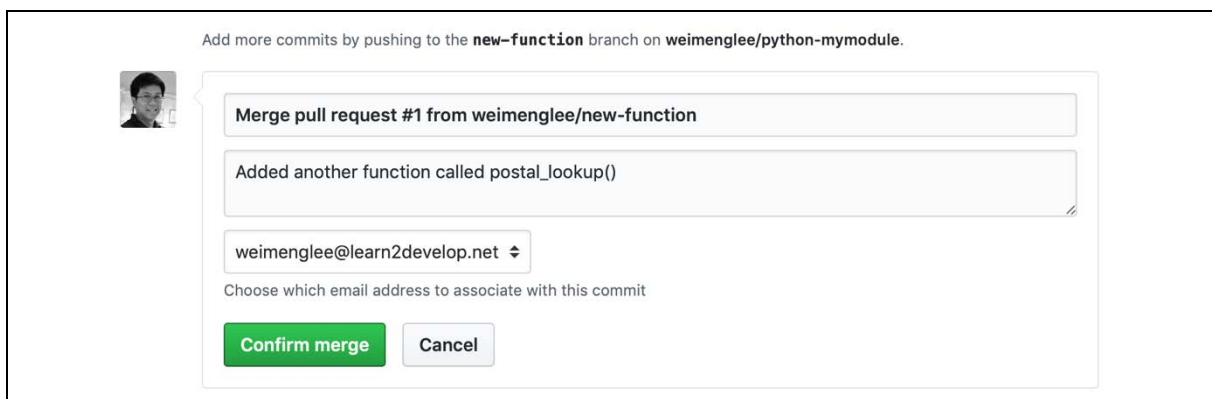 Add more commits by pushing to the new-function branch on weimenglee/python-mymodule.
Merge pull request #1 from weimenglee/new-function
Added another function called postal_lookup()
weimenglee@learn2develop.net
Choose which email address to associate with this commit
Confirm merge Cancel